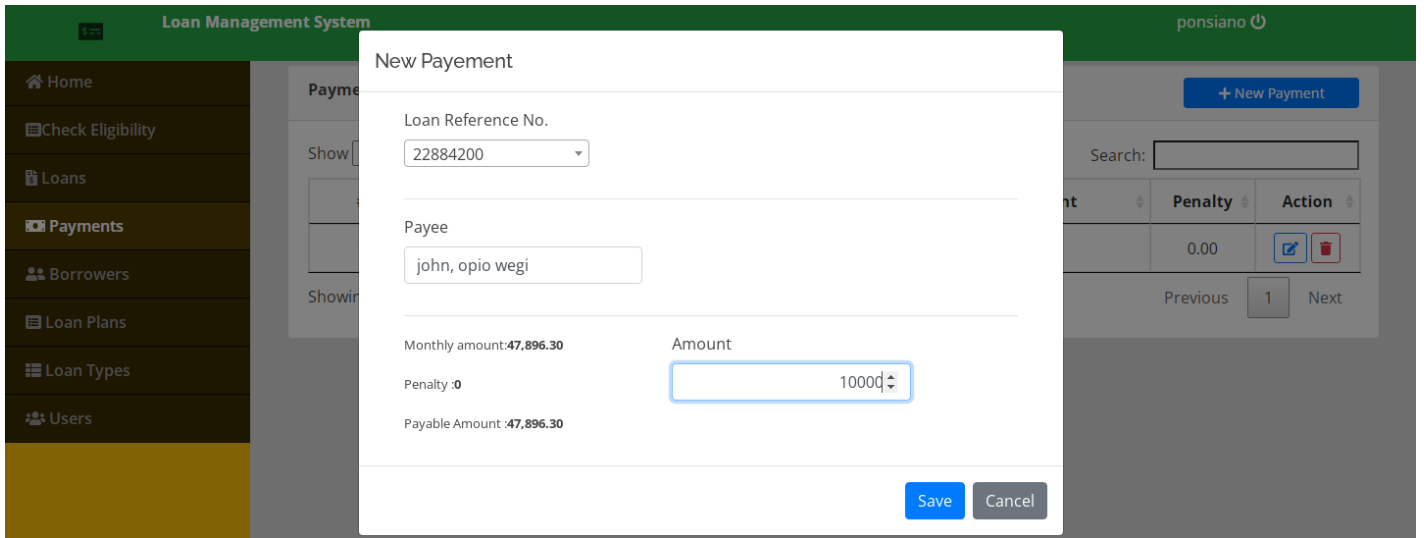 Loan Management System
ponsiano
New Payement
Home
Check Eligibility
Loans
Payments
Borrowers
Loan Plans
Loan Types
Users
New Payment
Show
Search:
Penalty
Action
0.00
Previous 1 Next
Loan Reference No.
22884200
Payee
john, opio wegi
Monthly amount:47,896.30
Penalty :0
Payable Amount :47,896.30
Amount
10000
Save
Cancel